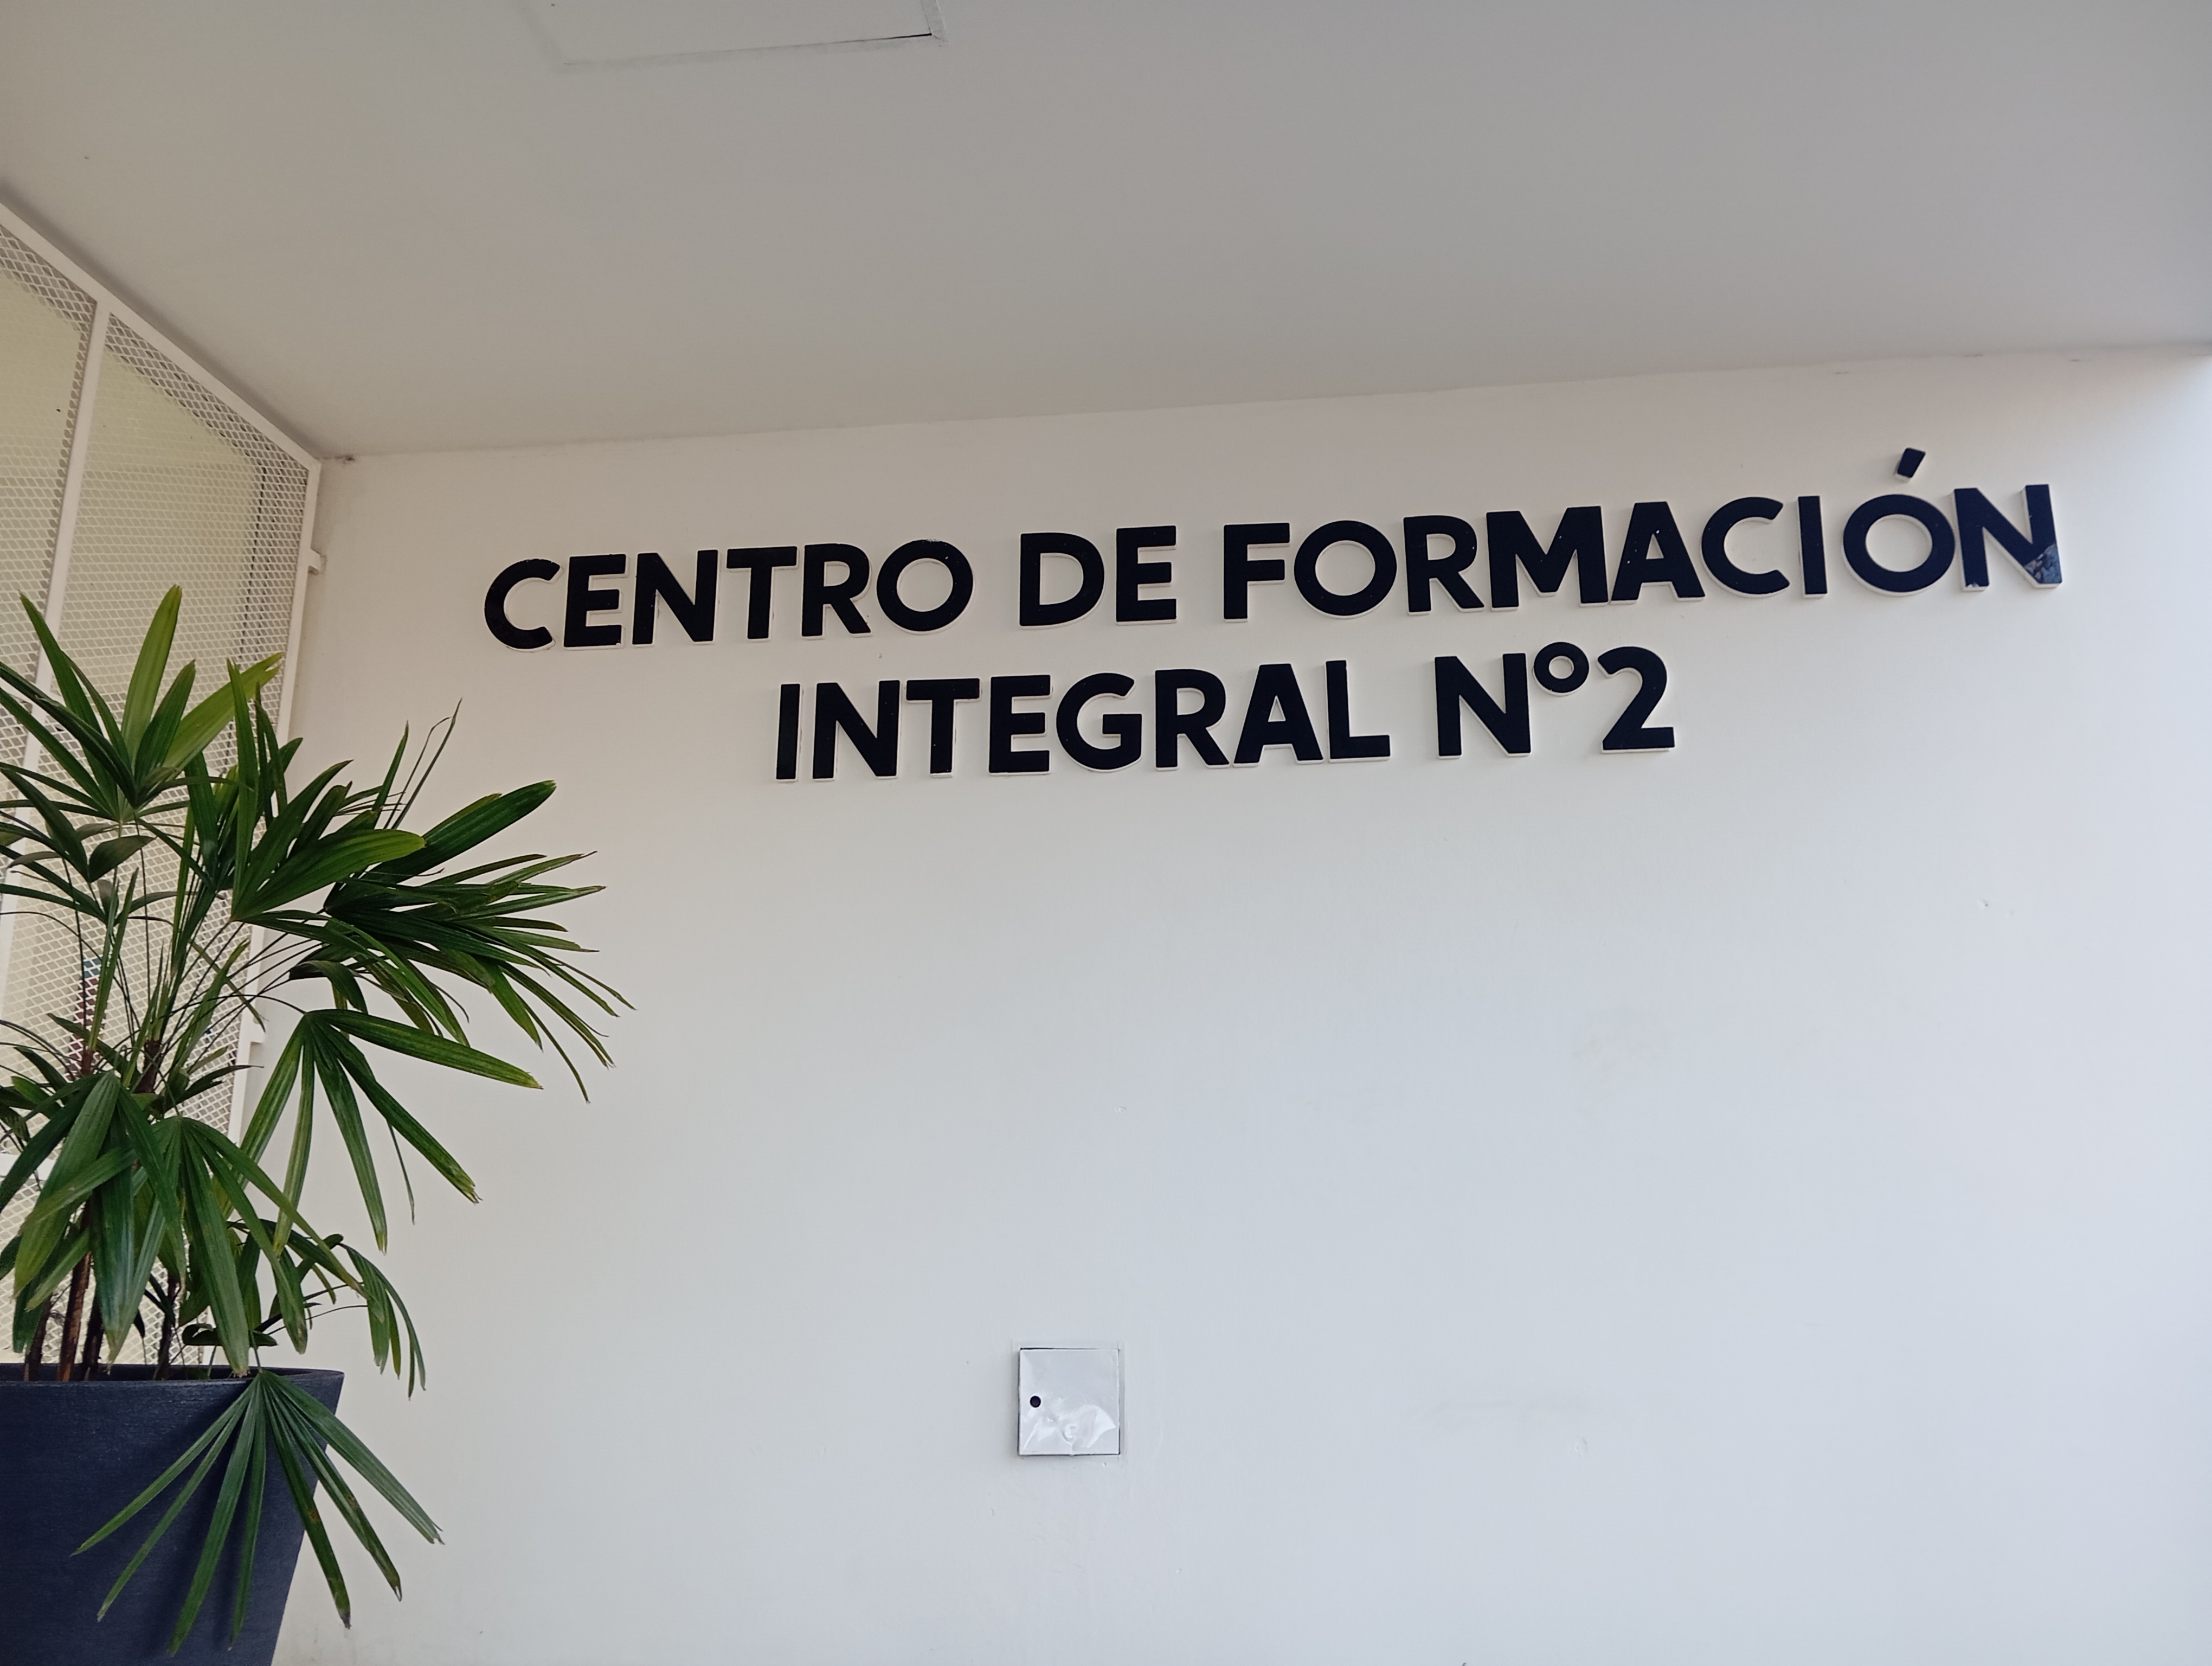 CENTRO DE FORMACIÓN
INTEGRAL N°2